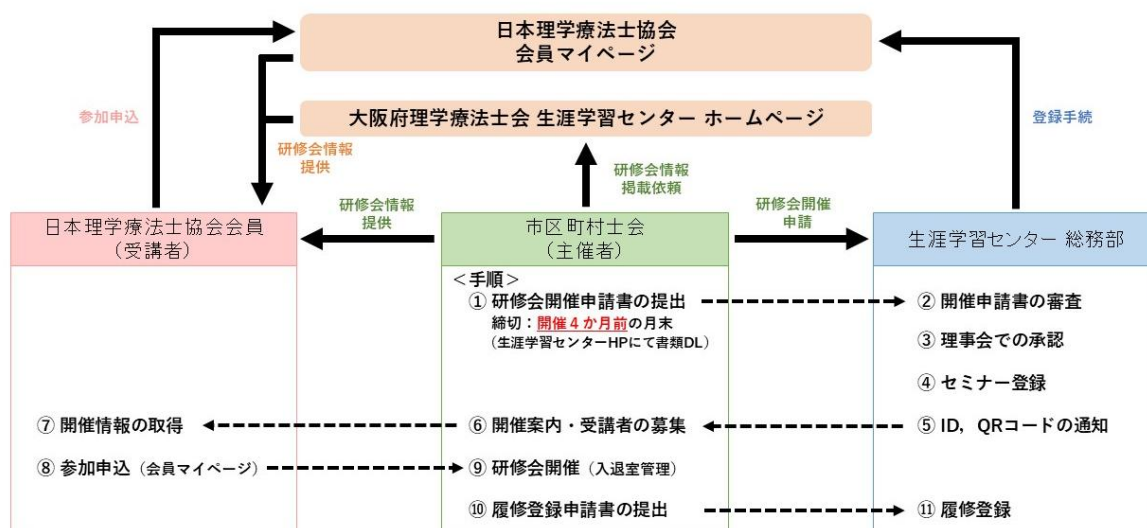 日本理学療法士協会
会員マイページ
大阪府理学療法士会 生涯学習センター ホームページ
参加申込
登録手続
研修会情報
提供
研修会情報
掲載依頼
研修会情報
提供
研修会開催
申請
日本理学療法士協会会員
（受講者）
市区町村士会
（主催者）
生涯学習センター 総務部
＜手順＞
① 研修会開催申請書の提出
締切：開催４か月前の月末
（生涯学習センターHPにて書類DL）
② 開催申請書の審査
③ 理事会での承認
④ セミナー登録
⑦ 開催情報の取得
⑥ 開催案内・受講者の募集
⑤ ID，QRコードの通知
⑧ 参加申込（会員マイページ）
⑨ 研修会開催（入退室管理）
⑩ 履修登録申請書の提出
⑪ 履修登録